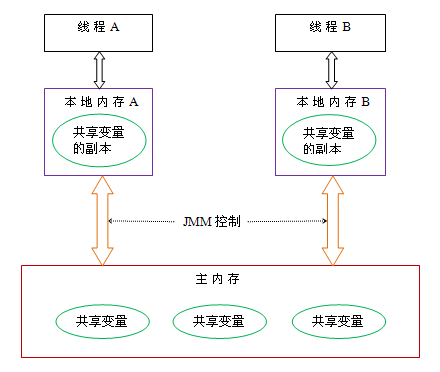 线程 A
线程 B
本地内存 A
本地内存 B
共享变量
的副本
共享变量
的副本
JMM 控制
主内存
共享变量
共享变量
共享变量